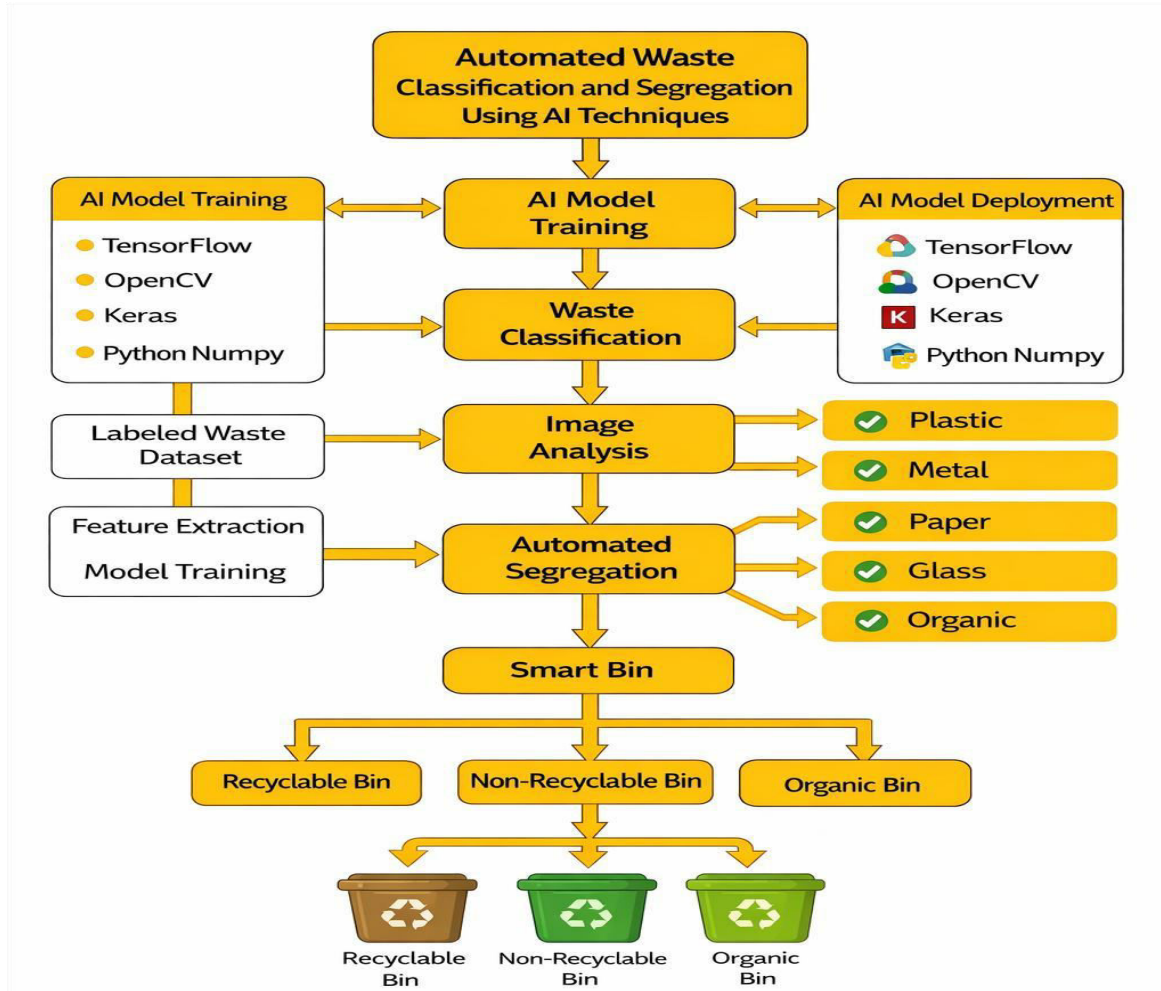 Automated Waste
Classification and Segregation
Using AI Techniques
AI Model Training
TensorFlow
OpenCV
Keras
Python Numpy
AI Model
Training
AI Model Deployment
TensorFlow
OpenCV
K Keras
Python Numpy
Waste
Classification
Labeled Waste
Dataset
Image
Analysis
Plastic
Metal
Feature Extraction
Model Training
Automated
Segregation
Paper
Glass
Organic
Smart Bin
Recyclable Bin
Non-Recyclable Bin
Organic Bin
Recyclable
Bin
Non-Recyclable
Bin
Organic
Bin